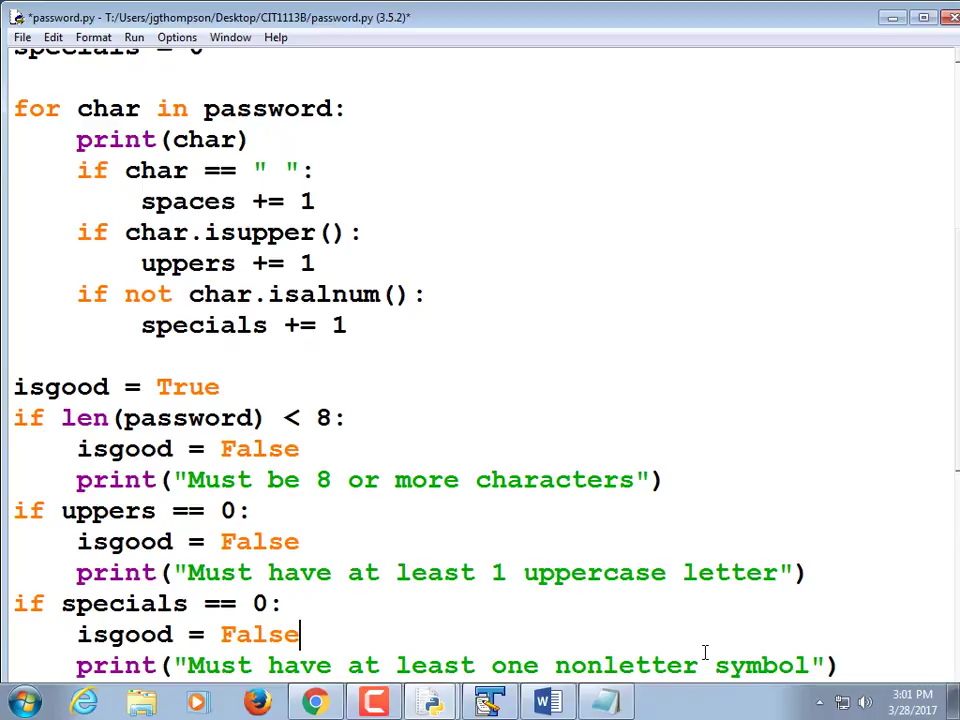 *password.py - T:/Users/jgthompson/Desktop/CIT1113B/password.py (3.5.2)*
File Edit Format Run Options Window Help
specials = 0
for char in password:
    print(char)
    if char == " ":
        spaces += 1
    if char.isupper():
        uppers += 1
    if not char.isalnum():
        specials += 1
isgood = True
if len(password) < 8:
    isgood = False
    print("Must be 8 or more characters")
if uppers == 0:
    isgood = False
    print("Must have at least 1 uppercase letter")
if specials == 0:
    isgood = False
    print("Must have at least one nonletter symbol")
3:01 PM
3/28/2017